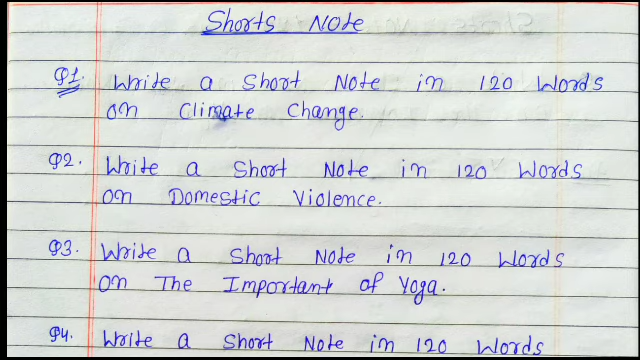 Shorts Note
Q1. Write a Short Note in 120 Words
on Climate Change.
Q2. Write a Short Note in 120 Words
on Domestic Violence.
Q3. Write a Short Note in 120 Words
on The Important of Yoga.
Q4. Write a Short Note in 120 Words